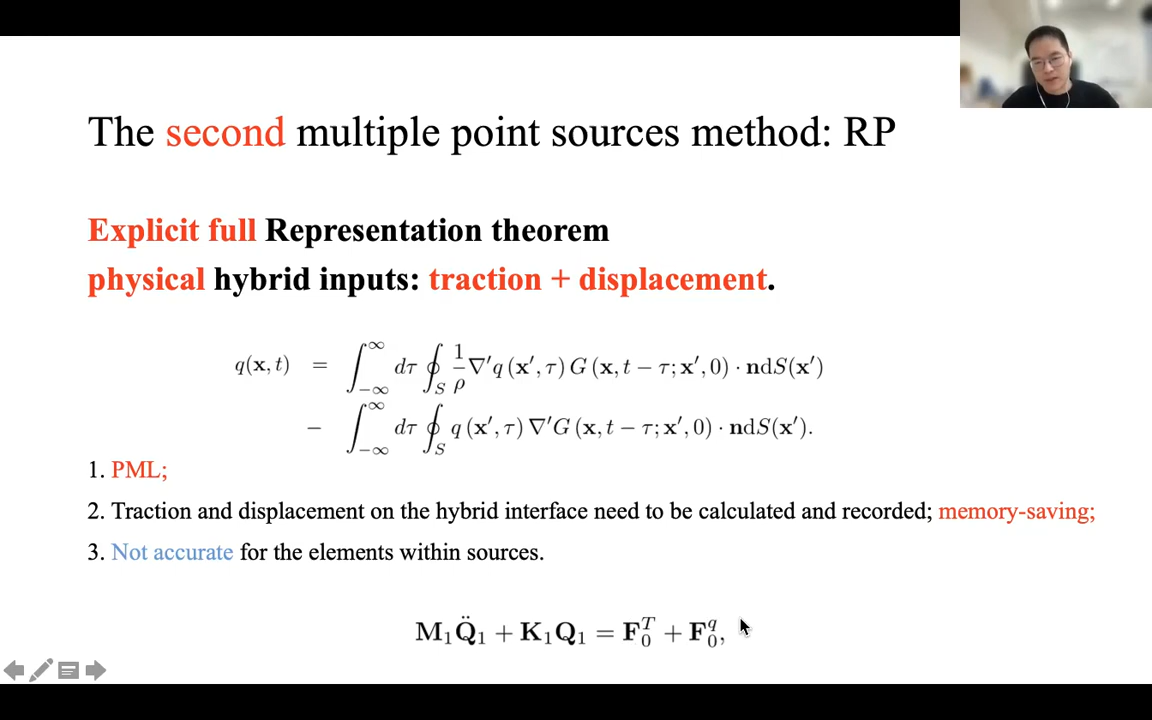 The second multiple point sources method: RP
Explicit full Representation theorem
physical hybrid inputs: traction + displacement.
q(x, t) = ∫_{−∞}^{∞} dτ ∮_S 1/ρ ∇′q (x′, τ) G (x, t − τ; x′, 0) · ndS(x′)
− ∫_{−∞}^{∞} dτ ∮_S q (x′, τ) ∇′G (x, t − τ; x′, 0) · ndS(x′).
1. PML;
2. Traction and displacement on the hybrid interface need to be calculated and recorded; memory-saving;
3. Not accurate for the elements within sources.
M₁Q̈₁ + K₁Q₁ = F₀ᵀ + F₀^q,